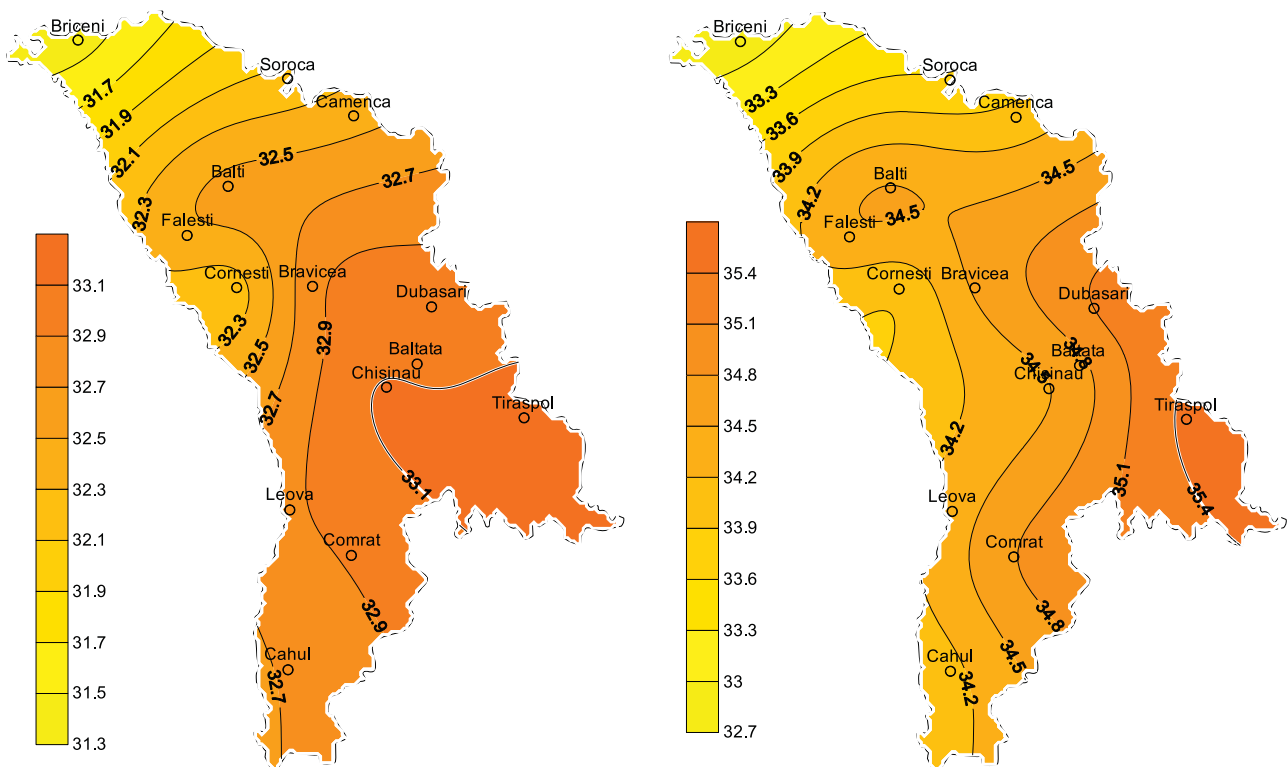 Briceni
Soroca
31.7
Camenca
31.9
32.1
32.5
Balti
32.7
32.3
Falesti
Cornesti
Bravicea
Dubasari
32.3
32.5
32.9
Baltata
Chisinau
32.7
Tiraspol
33.1
Leova
Comrat
32.9
Cahul
32.7
33.1
32.9
32.7
32.5
32.3
32.1
31.9
31.7
31.5
31.3
Briceni
Soroca
33.3
Camenca
33.6
33.9
34.5
Balti
34.2
34.5
Falesti
Cornesti
Bravicea
Dubasari
34.8
Baltata
34.5
Chisinau
Tiraspol
34.2
35.1
Leova
35.4
Comrat
34.8
34.5
Cahul
34.2
35.4
35.1
34.8
34.5
34.2
33.9
33.6
33.3
33
32.7